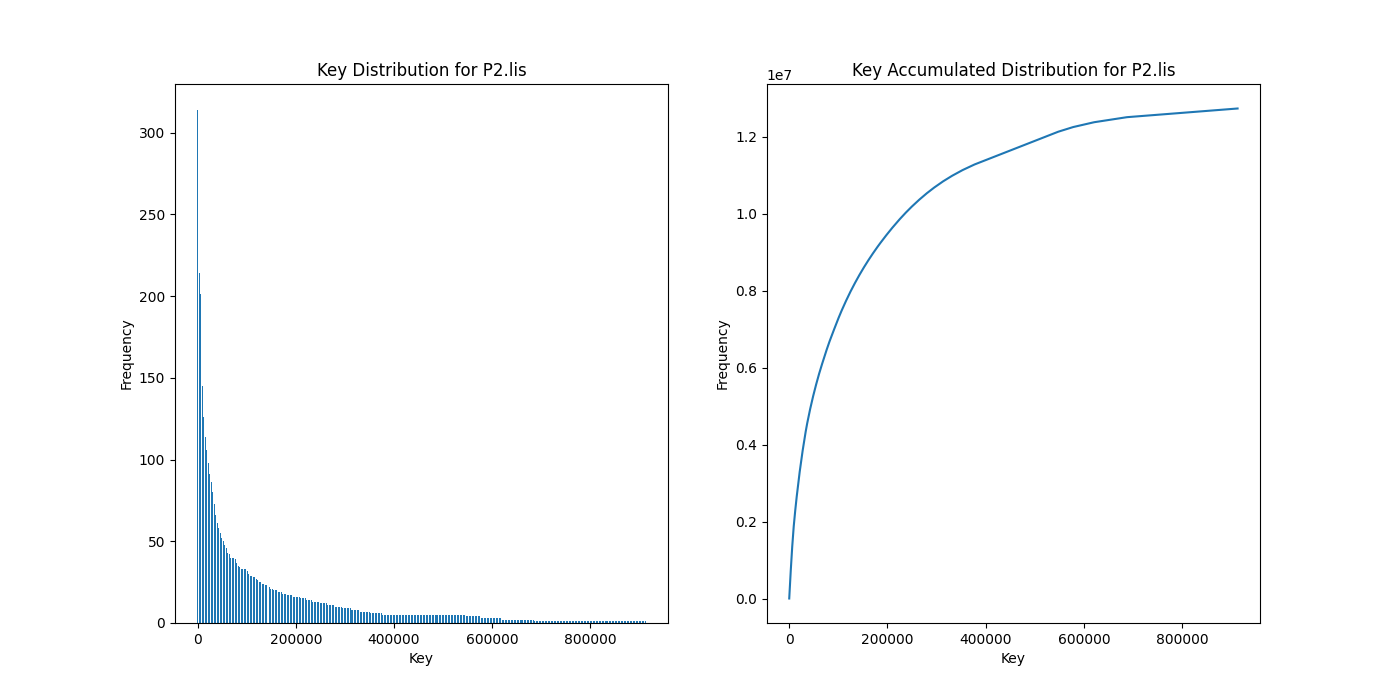 Key Distribution for P2.lis
300
250
200
150
100
50
0
Frequency
0 200000 400000 600000 800000
Key
Key Accumulated Distribution for P2.lis
1e7
1.2
1.0
0.8
0.6
0.4
0.2
0.0
Frequency
0 200000 400000 600000 800000
Key